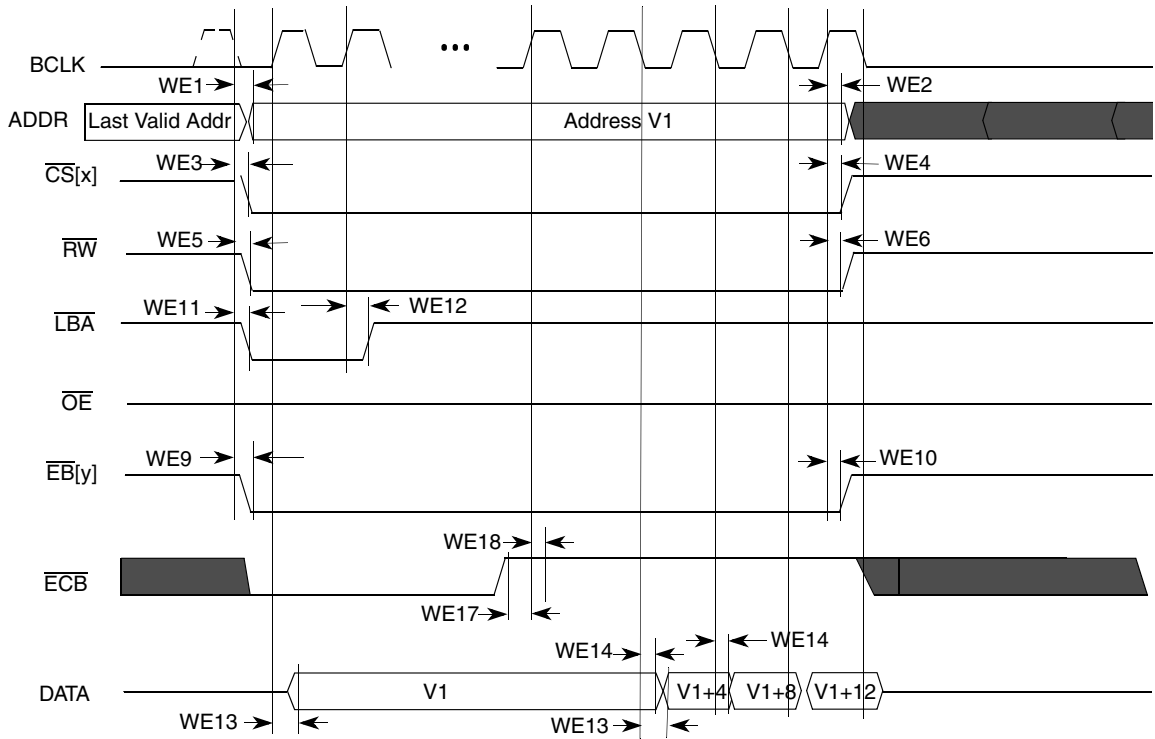 BCLK
...
WE1
WE2
ADDR
Last Valid Addr
Address V1
WE3
WE4
CS[x]
WE5
WE6
RW
WE11
WE12
LBA
OE
WE9
WE10
EB[y]
WE18
ECB
WE17
WE14
WE14
DATA
V1
V1+4
V1+8
V1+12
WE13
WE13